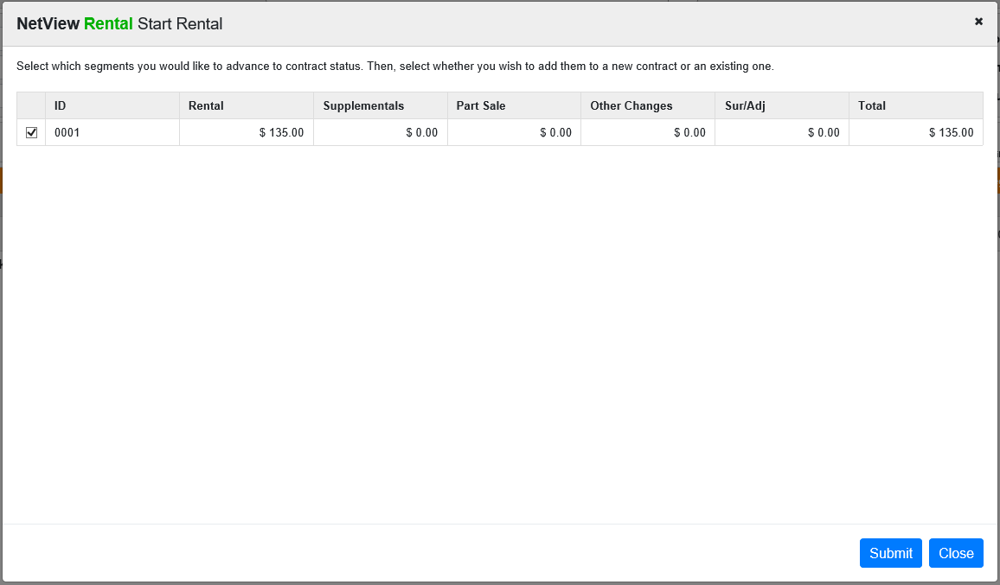 NetView Rental Start Rental
Select which segments you would like to advance to contract status. Then, select whether you wish to add them to a new contract or an existing one.
ID Rental Supplementals Part Sale Other Changes Sur/Adj Total
0001 $ 135.00 $ 0.00 $ 0.00 $ 0.00 $ 0.00 $ 135.00
Submit Close